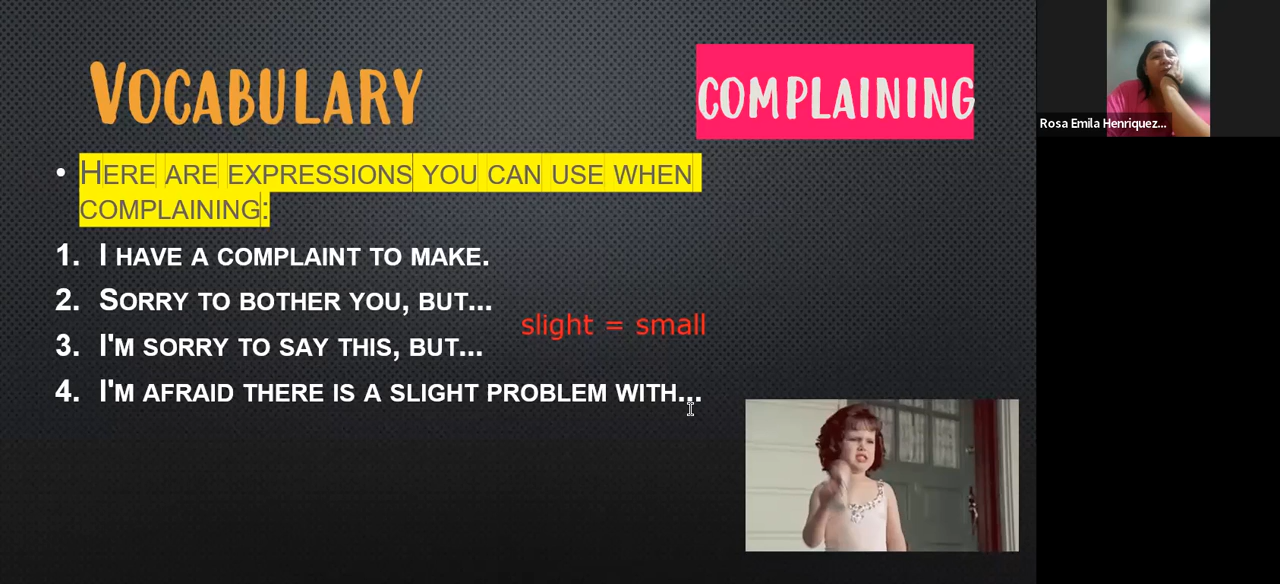 VOCABULARY
COMPLAINING
Rosa Emila Henriquez...
• HERE ARE EXPRESSIONS YOU CAN USE WHEN
COMPLAINING:
1. I HAVE A COMPLAINT TO MAKE.
2. SORRY TO BOTHER YOU, BUT...
slight = small
3. I'M SORRY TO SAY THIS, BUT...
4. I'M AFRAID THERE IS A SLIGHT PROBLEM WITH...